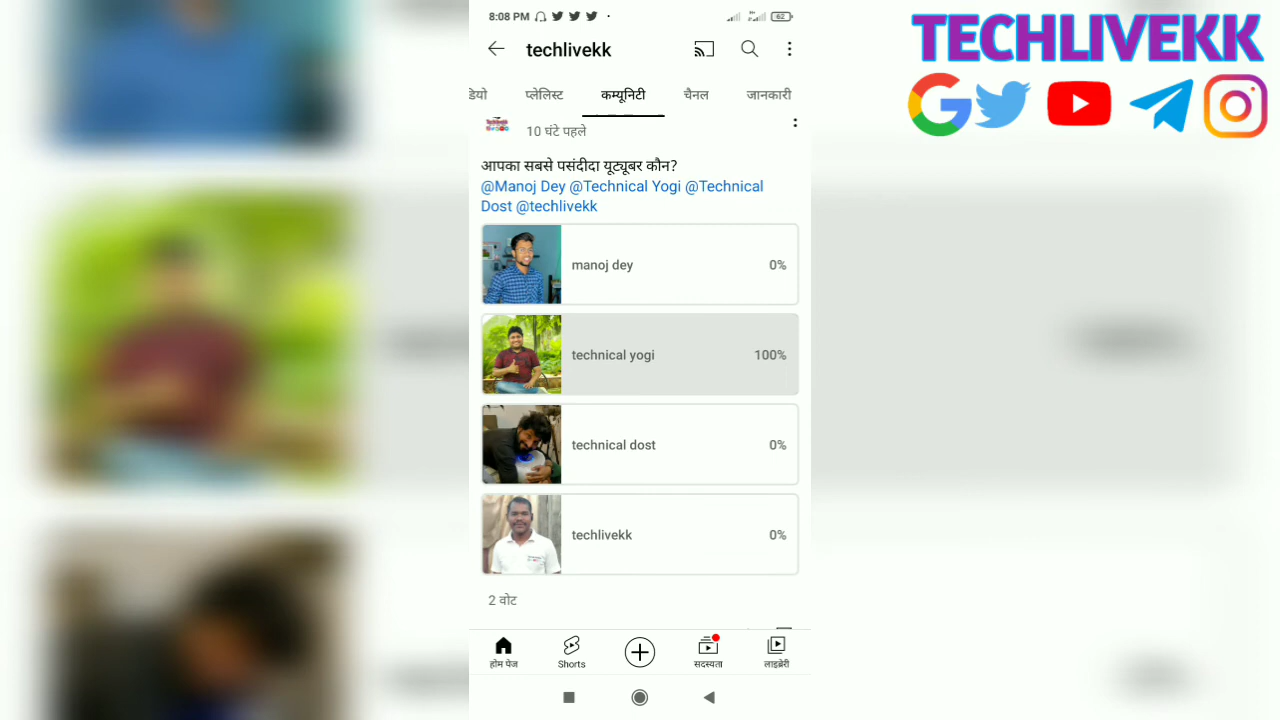 8:08 PM
62
techlivekk
डियो प्लेलिस्ट कम्यूनिटी चैनल जानकारी
10 घंटे पहले
आपका सबसे पसंदीदा यूट्यूबर कौन?
@Manoj Dey @Technical Yogi @Technical
Dost @techlivekk
manoj dey 0%
technical yogi 100%
technical dost 0%
techlivekk 0%
2 वोट
होम पेज Shorts सदस्यता लाइब्रेरी
TECHLIVEKK